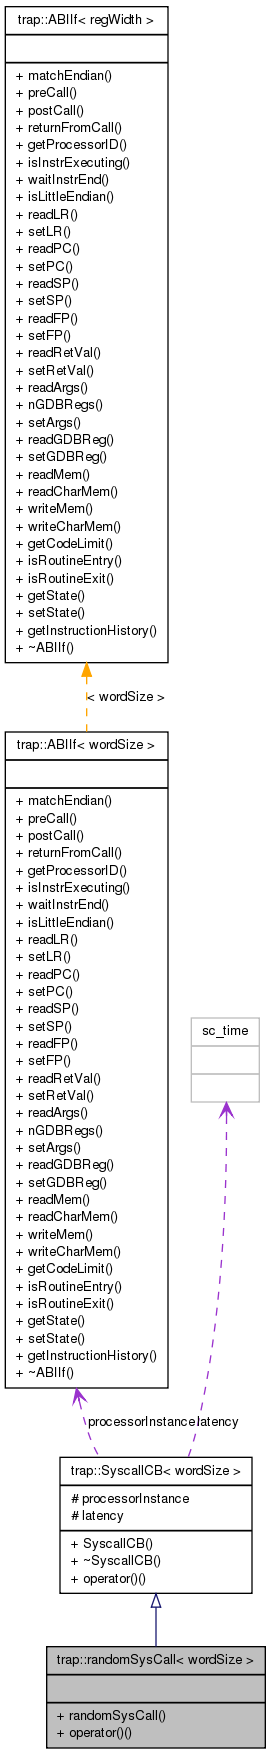 trap::ABIIf< regWidth >
+ matchEndian()
+ preCall()
+ postCall()
+ returnFromCall()
+ getProcessorID()
+ isInstrExecuting()
+ waitInstrEnd()
+ isLittleEndian()
+ readLR()
+ setLR()
+ readPC()
+ setPC()
+ readSP()
+ setSP()
+ readFP()
+ setFP()
+ readRetVal()
+ setRetVal()
+ readArgs()
+ nGDBRegs()
+ setArgs()
+ readGDBReg()
+ setGDBReg()
+ readMem()
+ readCharMem()
+ writeMem()
+ writeCharMem()
+ getCodeLimit()
+ isRoutineEntry()
+ isRoutineExit()
+ getState()
+ setState()
+ getInstructionHistory()
+ ~ABIIf()
< wordSize >
trap::ABIIf< wordSize >
+ matchEndian()
+ preCall()
+ postCall()
+ returnFromCall()
+ getProcessorID()
+ isInstrExecuting()
+ waitInstrEnd()
+ isLittleEndian()
+ readLR()
+ setLR()
+ readPC()
+ setPC()
+ readSP()
+ setSP()
+ readFP()
+ setFP()
+ readRetVal()
+ setRetVal()
+ readArgs()
+ nGDBRegs()
+ setArgs()
+ readGDBReg()
+ setGDBReg()
+ readMem()
+ readCharMem()
+ writeMem()
+ writeCharMem()
+ getCodeLimit()
+ isRoutineEntry()
+ isRoutineExit()
+ getState()
+ setState()
+ getInstructionHistory()
+ ~ABIIf()
sc_time
processorInstance
latency
trap::SyscallCB< wordSize >
# processorInstance
# latency
+ SyscallCB()
+ ~SyscallCB()
+ operator()()
trap::randomSysCall< wordSize >
+ randomSysCall()
+ operator()()